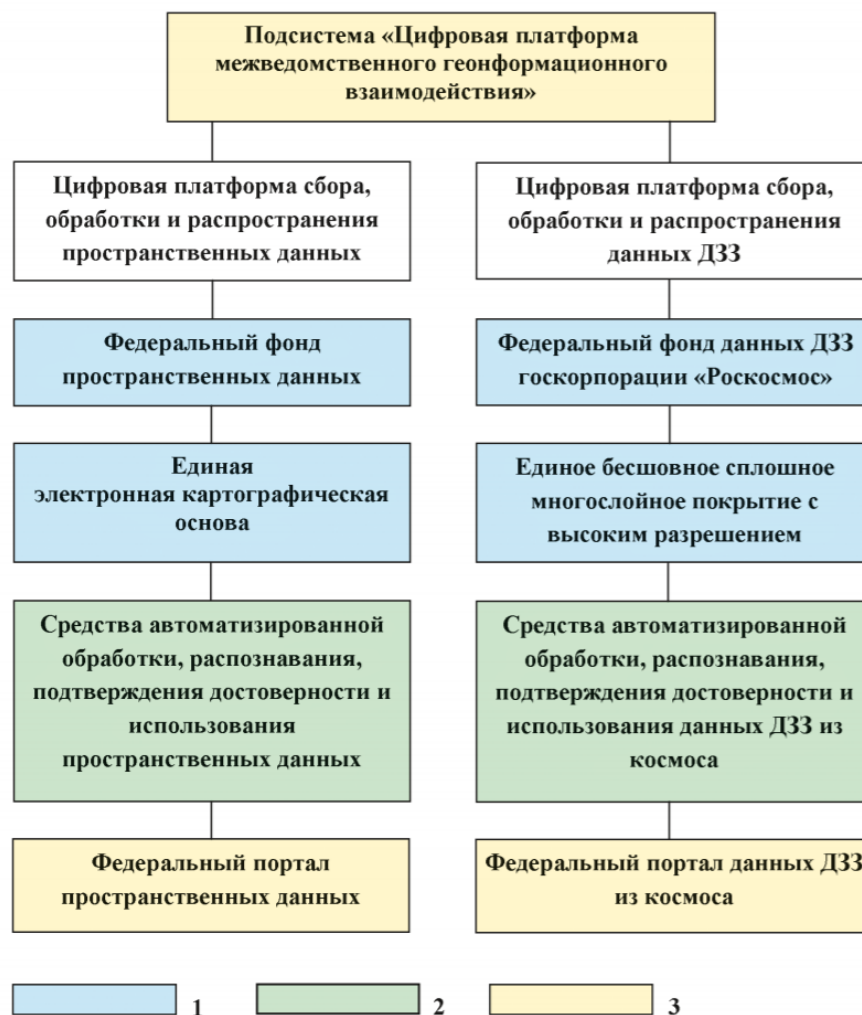 Подсистема «Цифровая платформа
межведомственного геонформационного
взаимодействия»
Цифровая платформа сбора,
обработки и распространения
пространственных данных
Цифровая платформа сбора,
обработки и распространения
данных ДЗЗ
Федеральный фонд
пространственных данных
Федеральный фонд данных ДЗЗ
госкорпорации «Роскосмос»
Единая
электронная картографическая
основа
Единое бесшовное сплошное
многослойное покрытие с
высоким разрешением
Средства автоматизированной
обработки, распознавания,
подтверждения достоверности и
использования
пространственных данных
Средства автоматизированной
обработки, распознавания,
подтверждения достоверности и
использования данных ДЗЗ из
космоса
Федеральный портал
пространственных данных
Федеральный портал данных ДЗЗ
из космоса
1
2
3